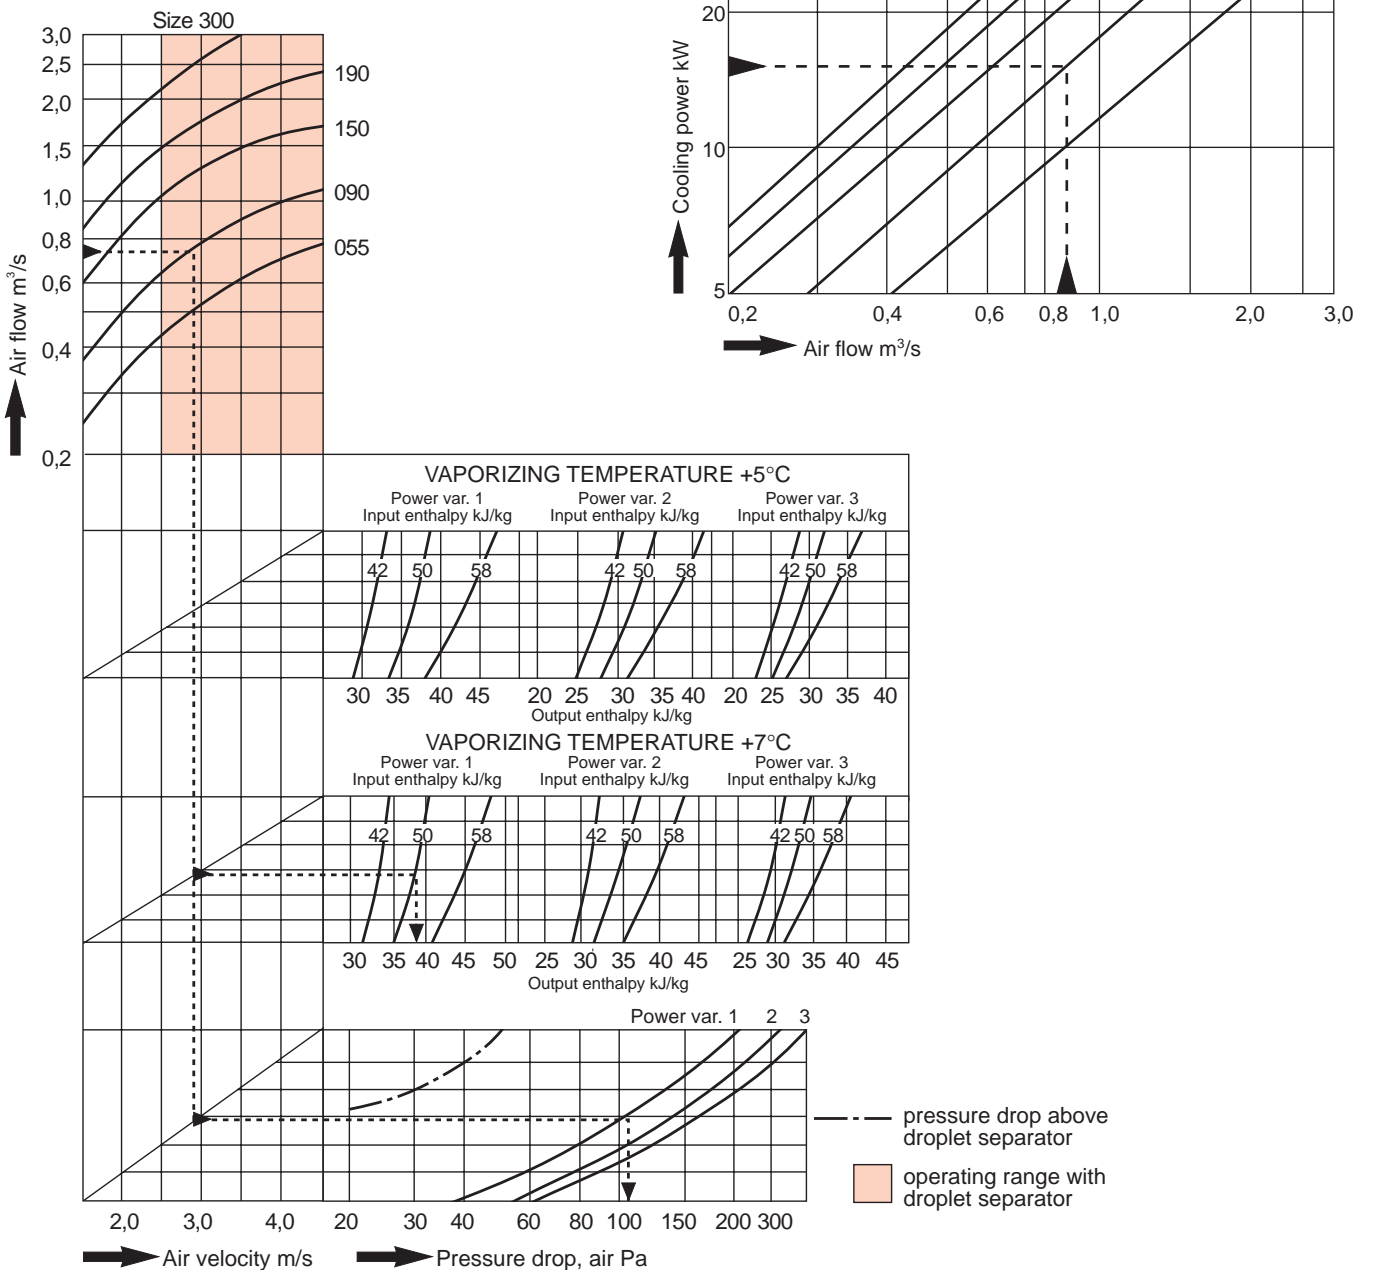 Size 300
3,0
2,5
2,0
1,5
1,0
0,8
0,6
0,4
0,2
Air flow m³/s
190
150
090
055
20
10
5
Cooling power kW
0,2 0,4 0,6 0,8 1,0 2,0 3,0
Air flow m³/s
VAPORIZING TEMPERATURE +5°C
Power var. 1 Power var. 2 Power var. 3
Input enthalpy kJ/kg Input enthalpy kJ/kg Input enthalpy kJ/kg
42 50 58 42 50 58 42 50 58
30 35 40 45 20 25 30 35 40 20 25 30 35 40
Output enthalpy kJ/kg
VAPORIZING TEMPERATURE +7°C
Power var. 1 Power var. 2 Power var. 3
Input enthalpy kJ/kg Input enthalpy kJ/kg Input enthalpy kJ/kg
42 50 58 42 50 58 42 50 58
30 35 40 45 50 25 30 35 40 45 25 30 35 40 45
Output enthalpy kJ/kg
Power var. 1 2 3
pressure drop above
droplet separator
operating range with
droplet separator
2,0 3,0 4,0 20 30 40 60 80 100 150 200 300
Air velocity m/s Pressure drop, air Pa